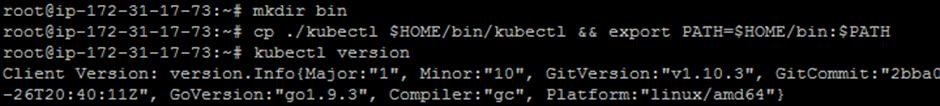 root@ip-172-31-17-73:~# mkdir bin
root@ip-172-31-17-73:~# cp ./kubectl $HOME/bin/kubectl && export PATH=$HOME/bin:$PATH
root@ip-172-31-17-73:~# kubectl version
Client Version: version.Info{Major:"1", Minor:"10", GitVersion:"v1.10.3", GitCommit:"2bba0
-26T20:40:11Z", GoVersion:"go1.9.3", Compiler:"gc", Platform:"linux/amd64"}